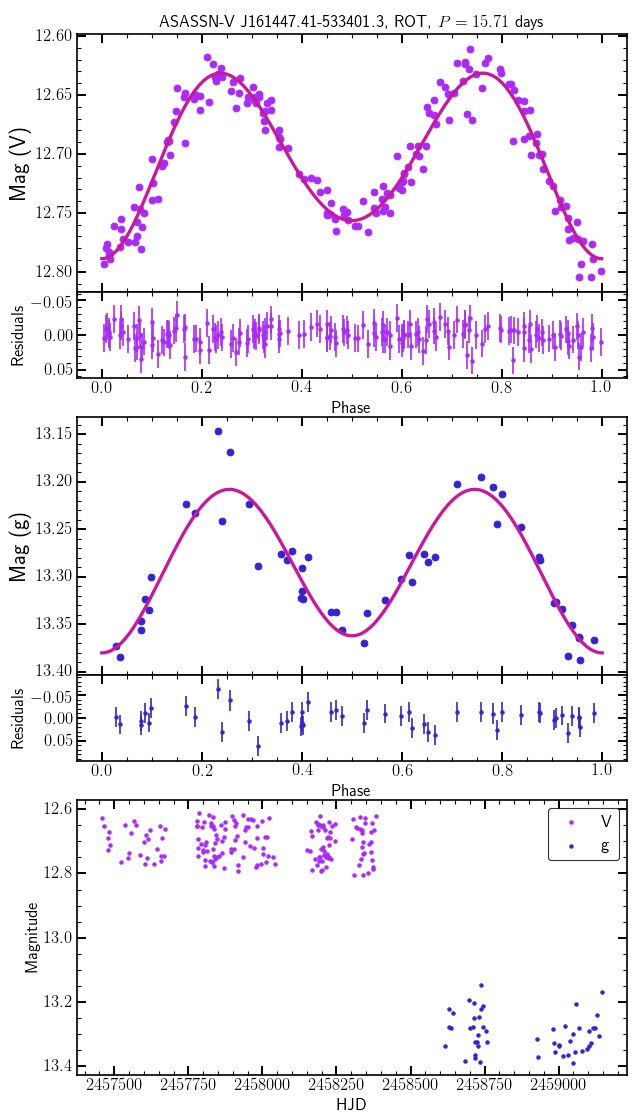 ASASSN-V J161447.41-533401.3, ROT, P = 15.71 days
12.60
12.65
12.70
12.75
12.80
Mag (V)
−0.05
0.00
0.05
Residuals
0.0 0.2 0.4 0.6 0.8 1.0
Phase
13.15
13.20
13.25
13.30
13.35
13.40
Mag (g)
−0.05
0.00
0.05
Residuals
0.0 0.2 0.4 0.6 0.8 1.0
Phase
12.6
12.8
13.0
13.2
13.4
Magnitude
V
g
2457500 2457750 2458000 2458250 2458500 2458750 2459000
HJD